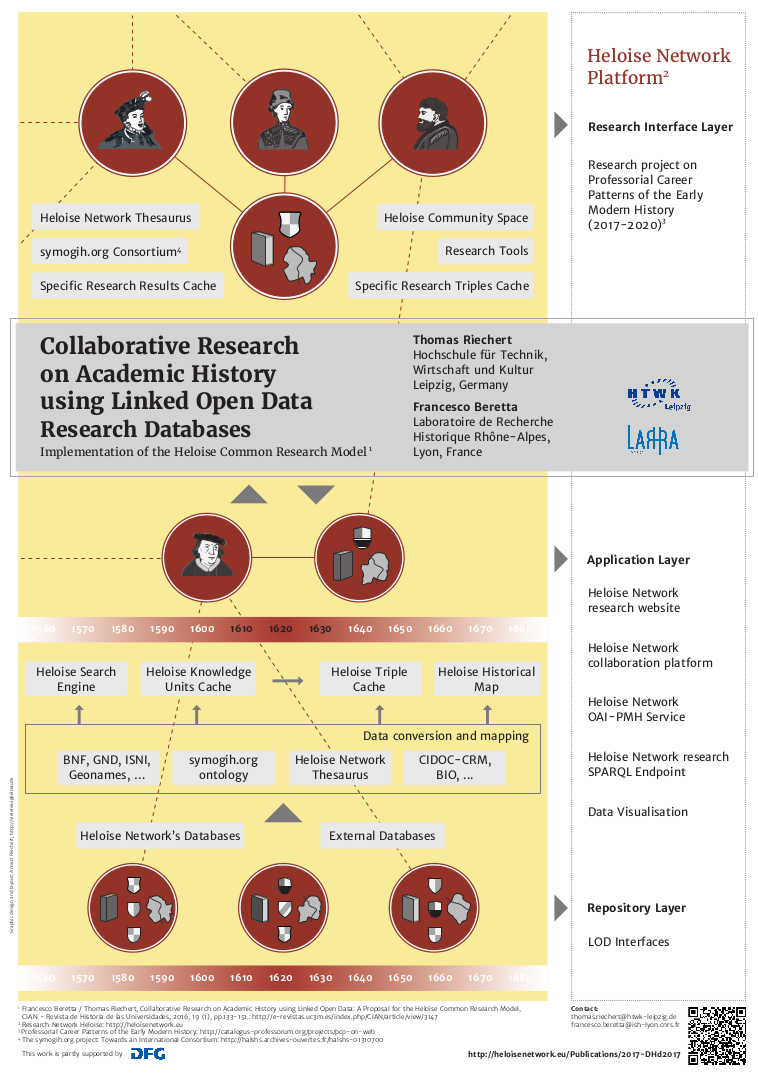 Heloise Network
Platform²
Research Interface Layer
Research project on
Professorial Career
Patterns of the Early
Modern History
(2017-2020)³
Heloise Network Thesaurus
symogih.org Consortium⁴
Specific Research Results Cache
Heloise Community Space
Research Tools
Specific Research Triples Cache
Collaborative Research
on Academic History
using Linked Open Data
Research Databases
Implementation of the Heloise Common Research Model¹
Thomas Riechert
Hochschule für Technik,
Wirtschaft und Kultur
Leipzig, Germany
Francesco Beretta
Laboratoire de Recherche
Historique Rhône-Alpes,
Lyon, France
HTWK
Leipzig
LARHRA
Application Layer
Heloise Network
research website
Heloise Network
collaboration platform
Heloise Network
OAI-PMH Service
Heloise Network research
SPARQL Endpoint
Data Visualisation
1560 1570 1580 1590 1600 1610 1620 1630 1640 1650 1660 1670 1680
Heloise Search
Engine
Heloise Knowledge
Units Cache
Heloise Triple
Cache
Heloise Historical
Map
Data conversion and mapping
BNF, GND, ISNI,
Geonames, ...
symogih.org
ontology
Heloise Network
Thesaurus
CIDOC-CRM,
BIO, ...
Heloise Network's Databases
External Databases
Repository Layer
LOD Interfaces
1560 1570 1580 1590 1600 1610 1620 1630 1640 1650 1660 1670 1680
¹ Francesco Beretta / Thomas Riechert, Collaborative Research on Academic History using Linked Open Data: A Proposal for the Heloise Common Research Model,
CIAN - Revista de Historia de las Universidades, 2016, 19 (1), pp.133-151.: http://e-revistas.uc3m.es/index.php/CIAN/article/view/3147
² Research Network Heloise: http://heloisenetwork.eu
³ Professorial Career Patterns of the Early Modern History: http://catalogus-professorum.org/projects/pcp-on-web
⁴ The symogih.org project: Towards an International Consortium: http://halshs.archives-ouvertes.fr/halshs-01310700
This work is partly supported by DFG
Contact:
thomas.riechert@htwk-leipzig.de
francesco.beretta@ish-lyon.cnrs.fr
http://heloisenetwork.eu/Publications/2017-DHd2017